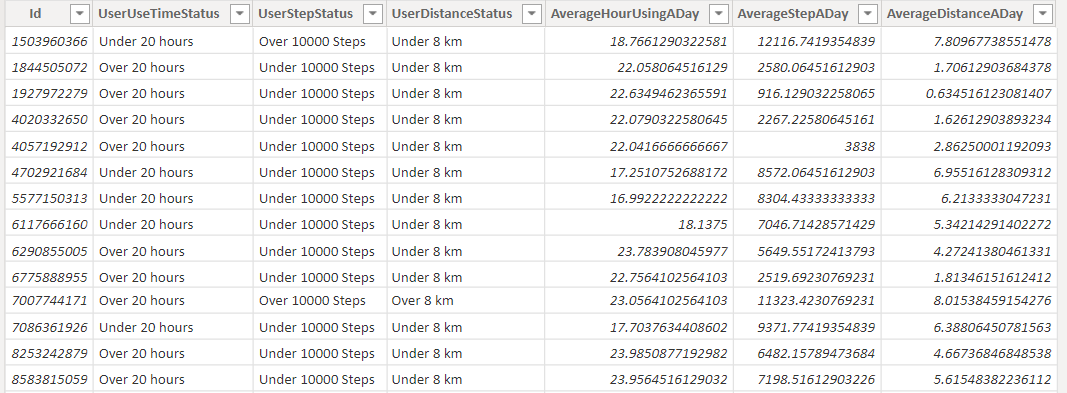 Id UserUseTimeStatus UserStepStatus UserDistanceStatus AverageHourUsingADay AverageStepADay AverageDistanceADay
1503960366 Under 20 hours Over 10000 Steps Under 8 km 18.7661290322581 12116.7419354839 7.80967738551478
1844505072 Over 20 hours Under 10000 Steps Under 8 km 22.058064516129 2580.06451612903 1.70612903684378
1927972279 Over 20 hours Under 10000 Steps Under 8 km 22.6349462365591 916.129032258065 0.634516123081407
4020332650 Over 20 hours Under 10000 Steps Under 8 km 22.0790322580645 2267.22580645161 1.62612903893234
4057192912 Over 20 hours Under 10000 Steps Under 8 km 22.0416666666667 3838 2.86250001192093
4702921684 Under 20 hours Under 10000 Steps Under 8 km 17.2510752688172 8572.06451612903 6.95516128309312
5577150313 Under 20 hours Under 10000 Steps Under 8 km 16.9922222222222 8304.43333333333 6.2133333047231
6117666160 Under 20 hours Under 10000 Steps Under 8 km 18.1375 7046.71428571429 5.34214291402272
6290855005 Over 20 hours Under 10000 Steps Under 8 km 23.783908045977 5649.55172413793 4.27241380461331
6775888955 Over 20 hours Under 10000 Steps Under 8 km 22.7564102564103 2519.69230769231 1.81346151612412
7007744171 Over 20 hours Over 10000 Steps Over 8 km 23.0564102564103 11323.4230769231 8.01538459154276
7086361926 Under 20 hours Under 10000 Steps Under 8 km 17.7037634408602 9371.77419354839 6.38806450781563
8253242879 Over 20 hours Under 10000 Steps Under 8 km 23.9850877192982 6482.15789473684 4.66736846848538
8583815059 Over 20 hours Under 10000 Steps Under 8 km 23.9564516129032 7198.51612903226 5.61548382236112